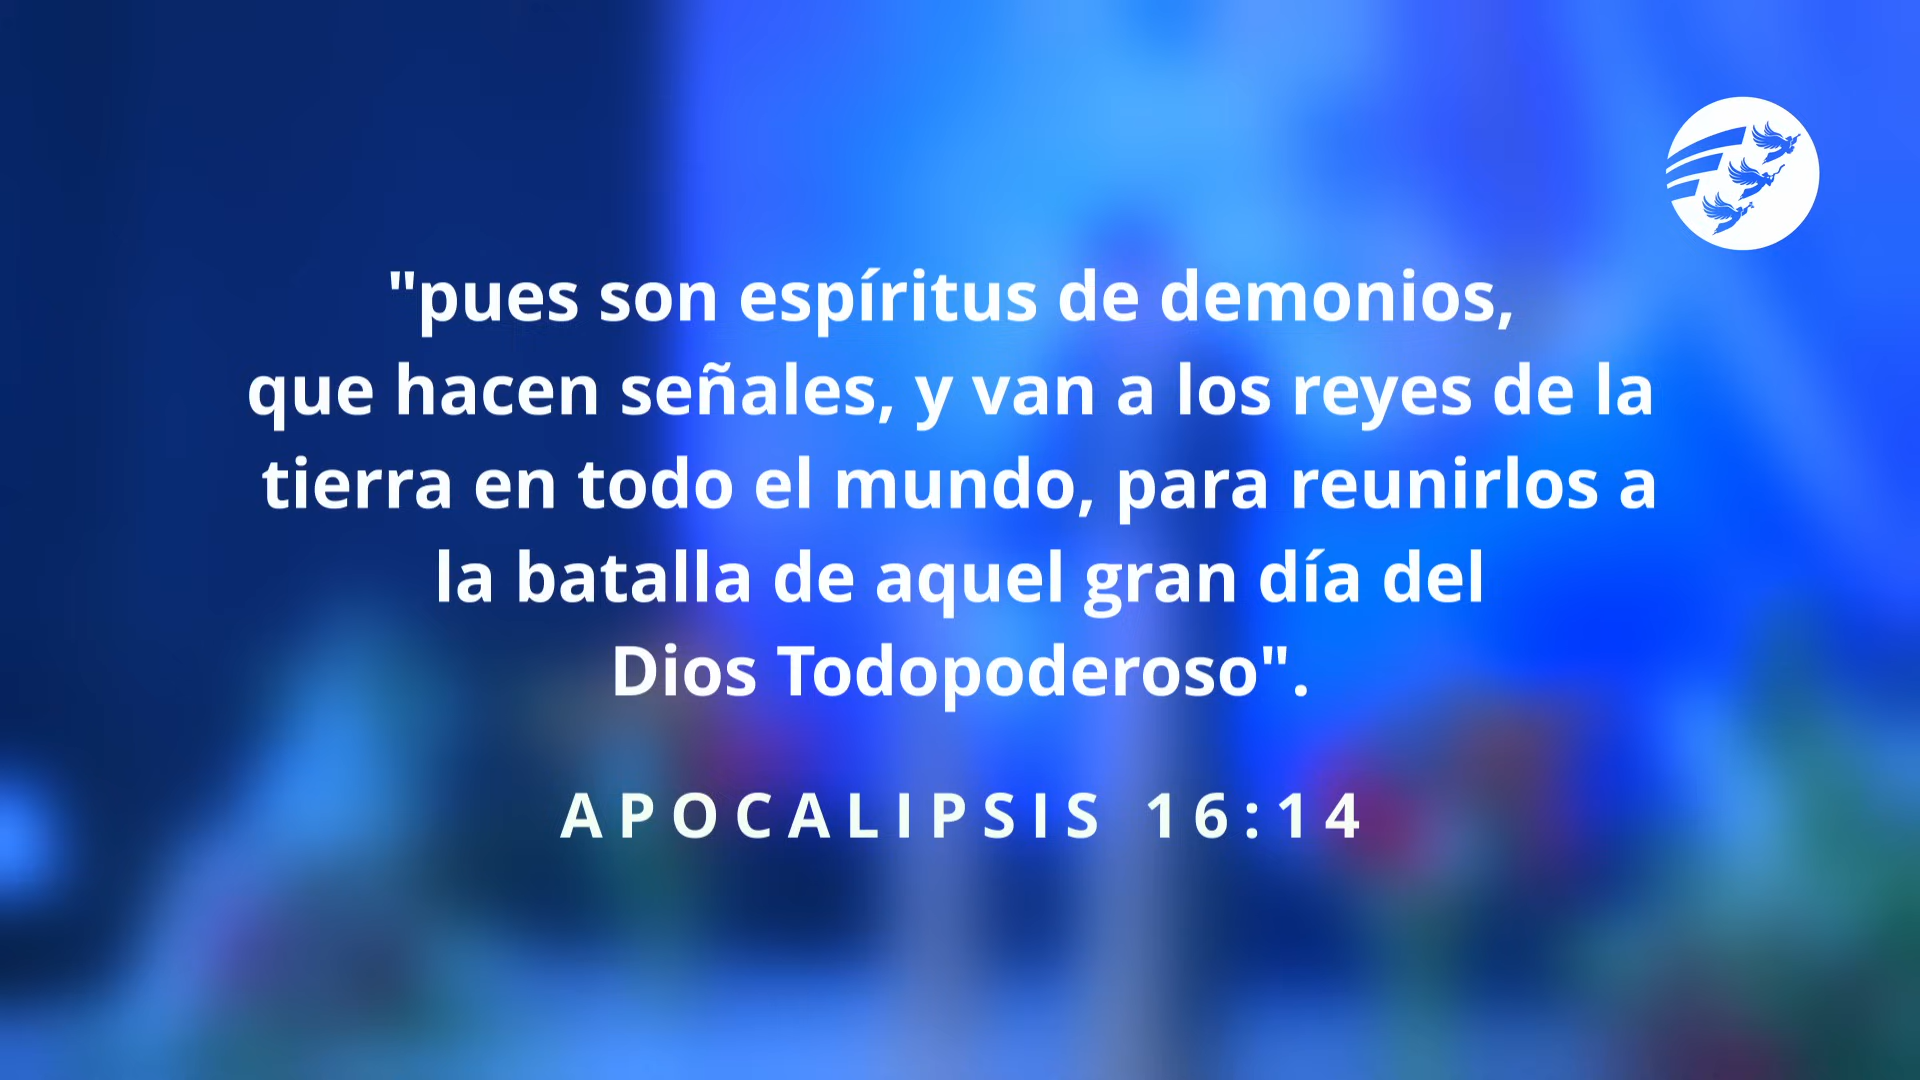 "pues son espíritus de demonios,
que hacen señales, y van a los reyes de la
tierra en todo el mundo, para reunirlos a
la batalla de aquel gran día del
Dios Todopoderoso".
APOCALIPSIS 16:14